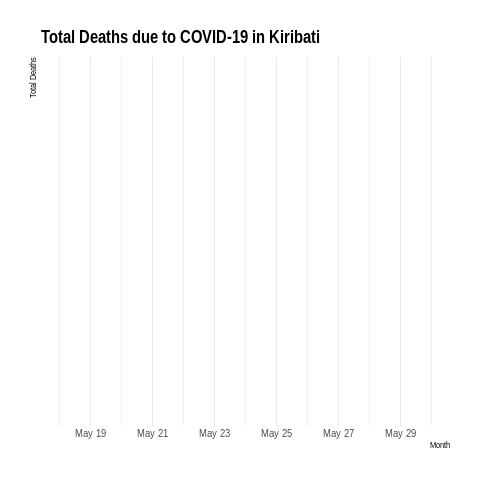 Total Deaths due to COVID-19 in Kiribati
Total Deaths
May 19 May 21 May 23 May 25 May 27 May 29
Month